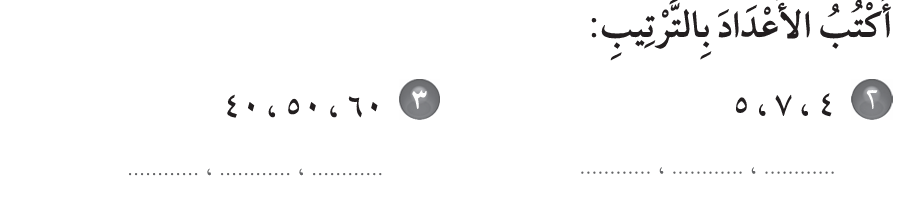 أَكْتُبُ الأَعْدَادَ بِالتَّرْتِيبِ:
٢ ٤ ، ٧ ، ٥
............ ، ............ ، ............
٣ ٦٠ ، ٥٠ ، ٤٠
............ ، ............ ، ............